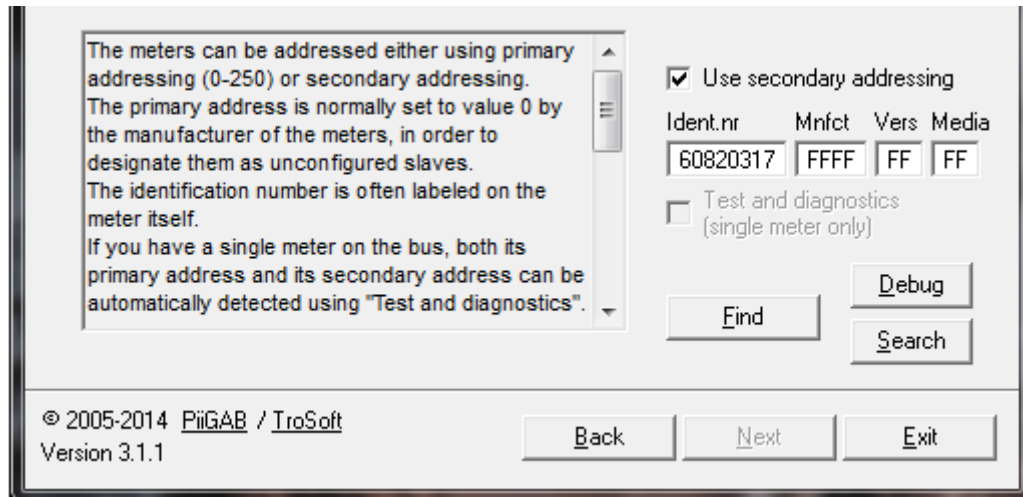 The meters can be addressed either using primary
addressing (0-250) or secondary addressing.
The primary address is normally set to value 0 by
the manufacturer of the meters, in order to
designate them as unconfigured slaves.
The identification number is often labeled on the
meter itself.
If you have a single meter on the bus, both its
primary address and its secondary address can be
automatically detected using "Test and diagnostics".
Use secondary addressing
Ident.nr Mnfct Vers Media
60820317 FFFF FF FF
Test and diagnostics
(single meter only)
Debug
Find
Search
© 2005-2014 PiiGAB / TroSoft
Version 3.1.1
Back Next Exit